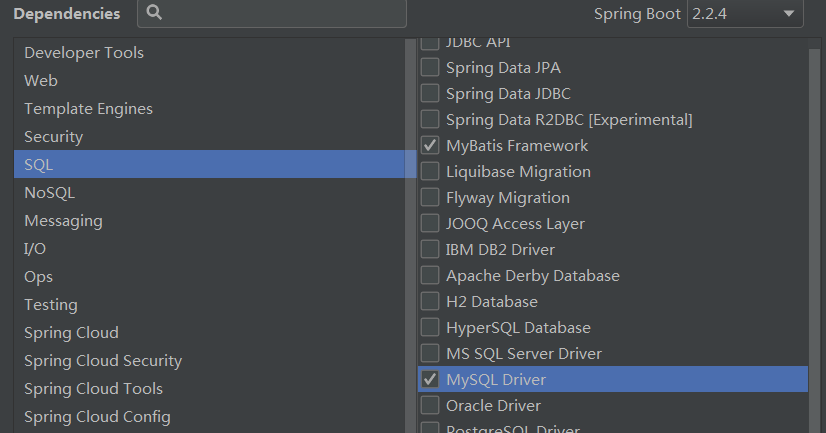 Dependencies
Spring Boot 2.2.4
Developer Tools
Web
Template Engines
Security
SQL
NoSQL
Messaging
I/O
Ops
Testing
Spring Cloud
Spring Cloud Security
Spring Cloud Tools
Spring Cloud Config
JDBC API
Spring Data JPA
Spring Data JDBC
Spring Data R2DBC [Experimental]
MyBatis Framework
Liquibase Migration
Flyway Migration
JOOQ Access Layer
IBM DB2 Driver
Apache Derby Database
H2 Database
HyperSQL Database
MS SQL Server Driver
MySQL Driver
Oracle Driver
PostgreSQL Driver